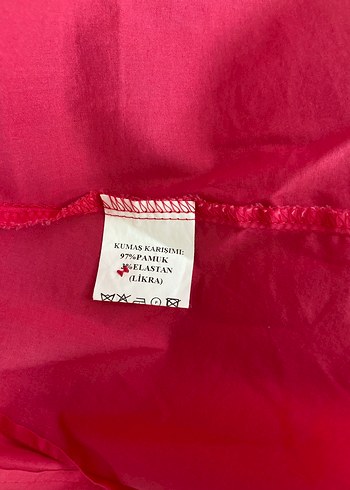 KUMAS KARISIMI:
97%PAMUK
%ELASTAN
(LİKRA)